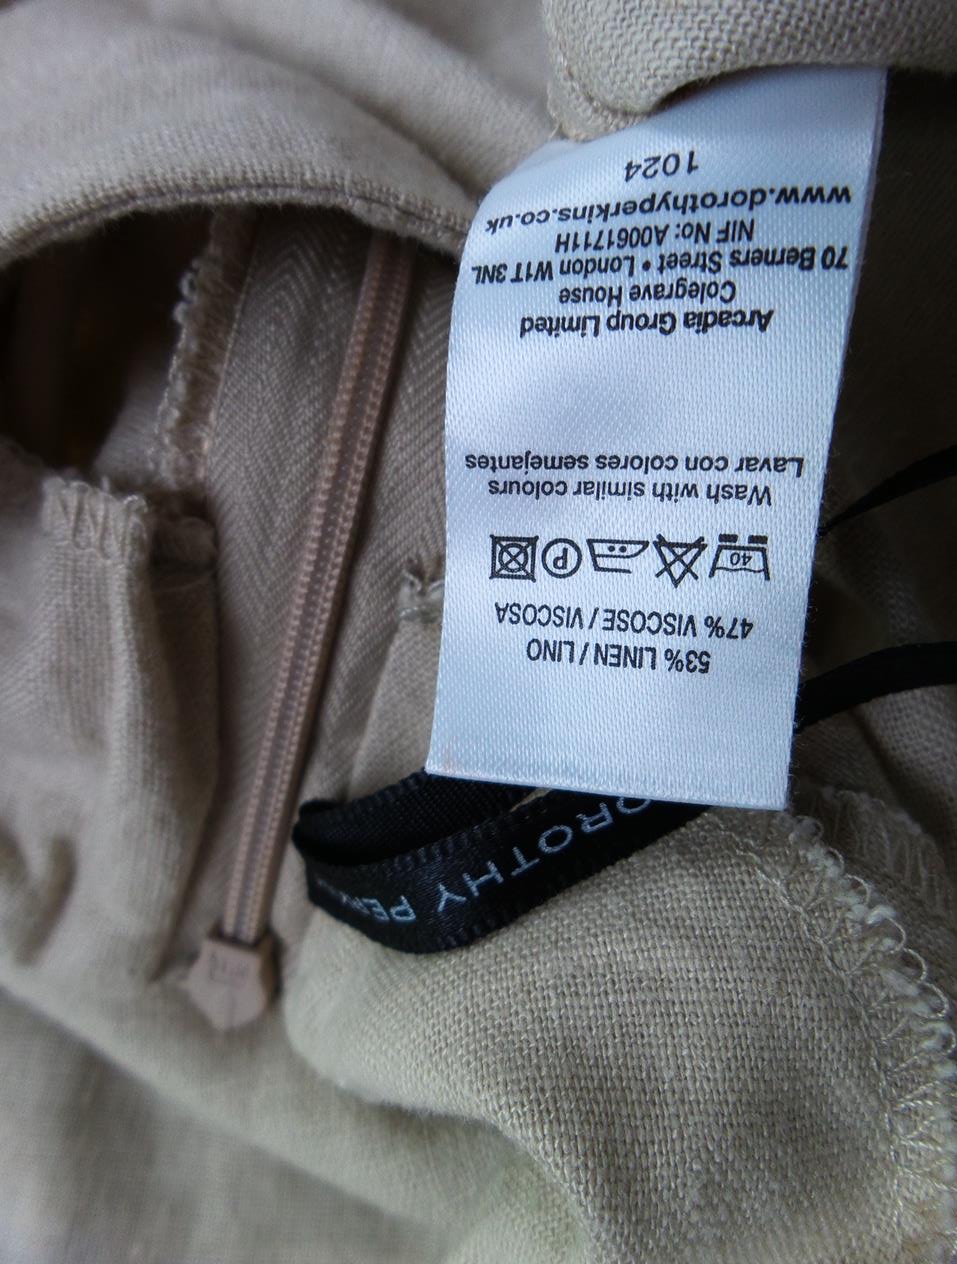 53% LINEN / LINO
47% VISCOSE / VISCOSA
40
P
Wash with similar colours
Lavar con colores semejantes
Arcadia Group Limited
Colegrave House
70 Berners Street • London W1T 3NL
NIF No: A0061711H
www.dorothyperkins.co.uk
1024
OROTHY PE